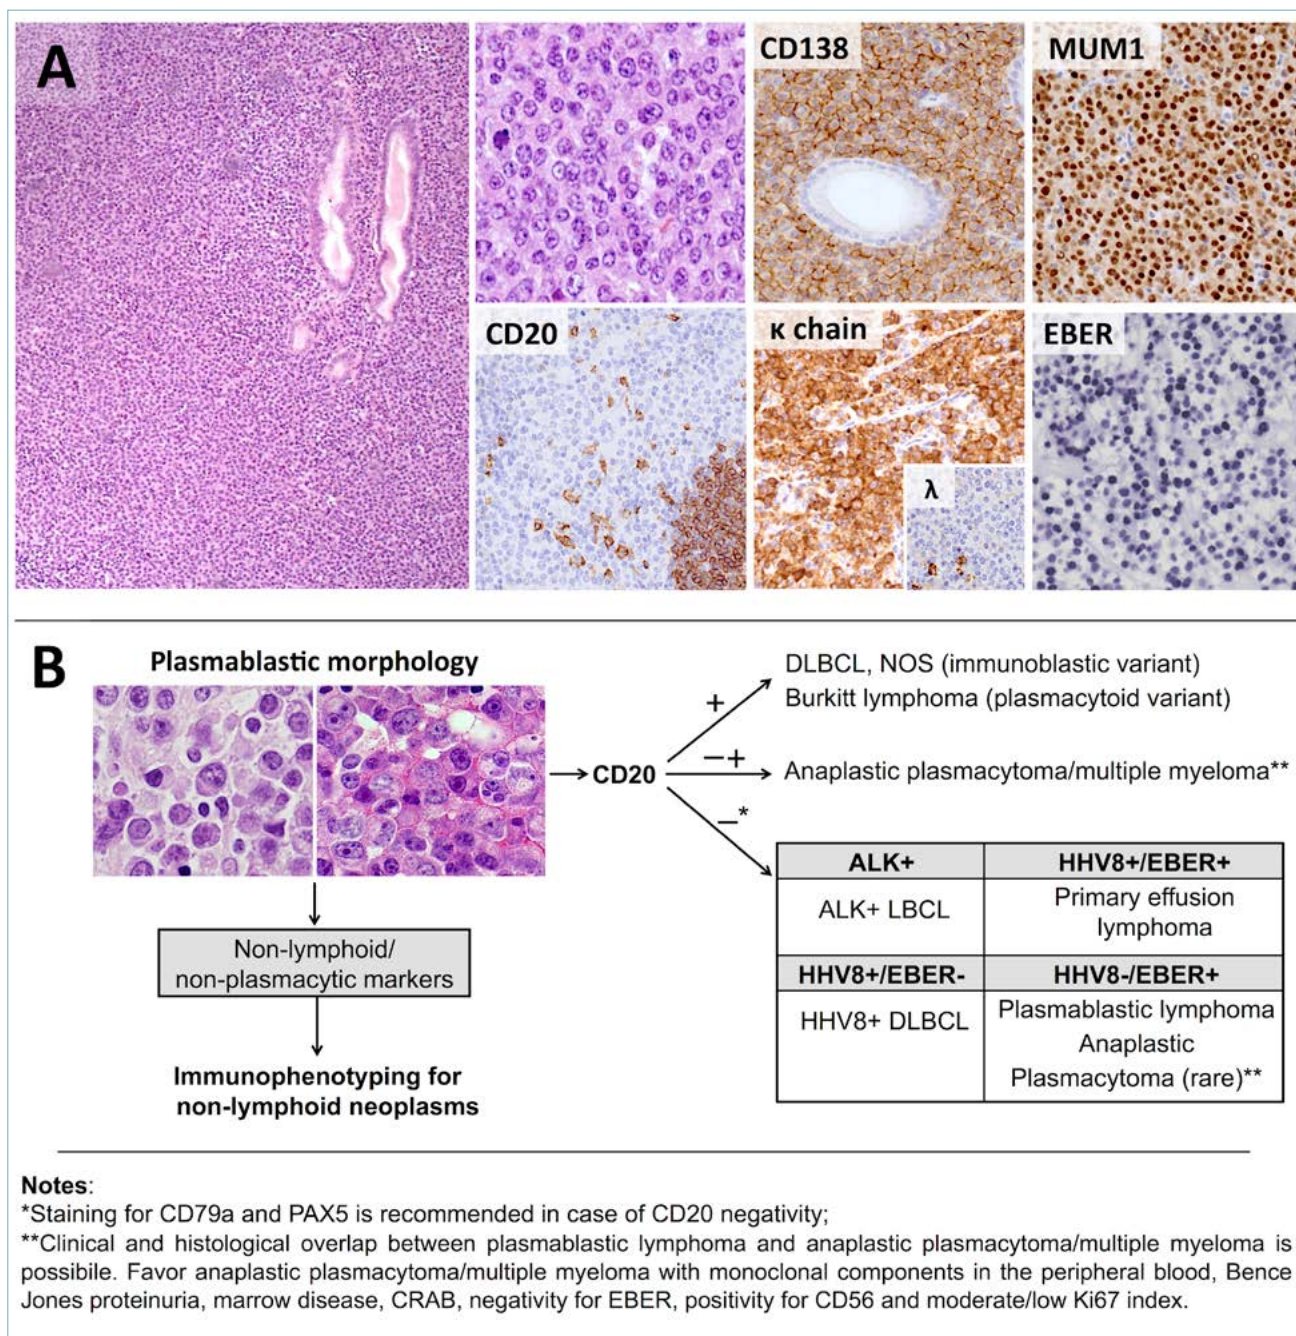 A
CD138
MUM1
CD20
κ chain
λ
EBER
B
Plasmablastic morphology
Non-lymphoid/
non-plasmacytic markers
Immunophenotyping for
non-lymphoid neoplasms
CD20
+
DLBCL, NOS (immunoblastic variant)
Burkitt lymphoma (plasmacytoid variant)
−+
Anaplastic plasmacytoma/multiple myeloma**
−*
ALK+
HHV8+/EBER+
ALK+ LBCL
Primary effusion
lymphoma
HHV8+/EBER-
HHV8-/EBER+
HHV8+ DLBCL
Plasmablastic lymphoma
Anaplastic
Plasmacytoma (rare)**
Notes:
*Staining for CD79a and PAX5 is recommended in case of CD20 negativity;
**Clinical and histological overlap between plasmablastic lymphoma and anaplastic plasmacytoma/multiple myeloma is
possibile. Favor anaplastic plasmacytoma/multiple myeloma with monoclonal components in the peripheral blood, Bence
Jones proteinuria, marrow disease, CRAB, negativity for EBER, positivity for CD56 and moderate/low Ki67 index.